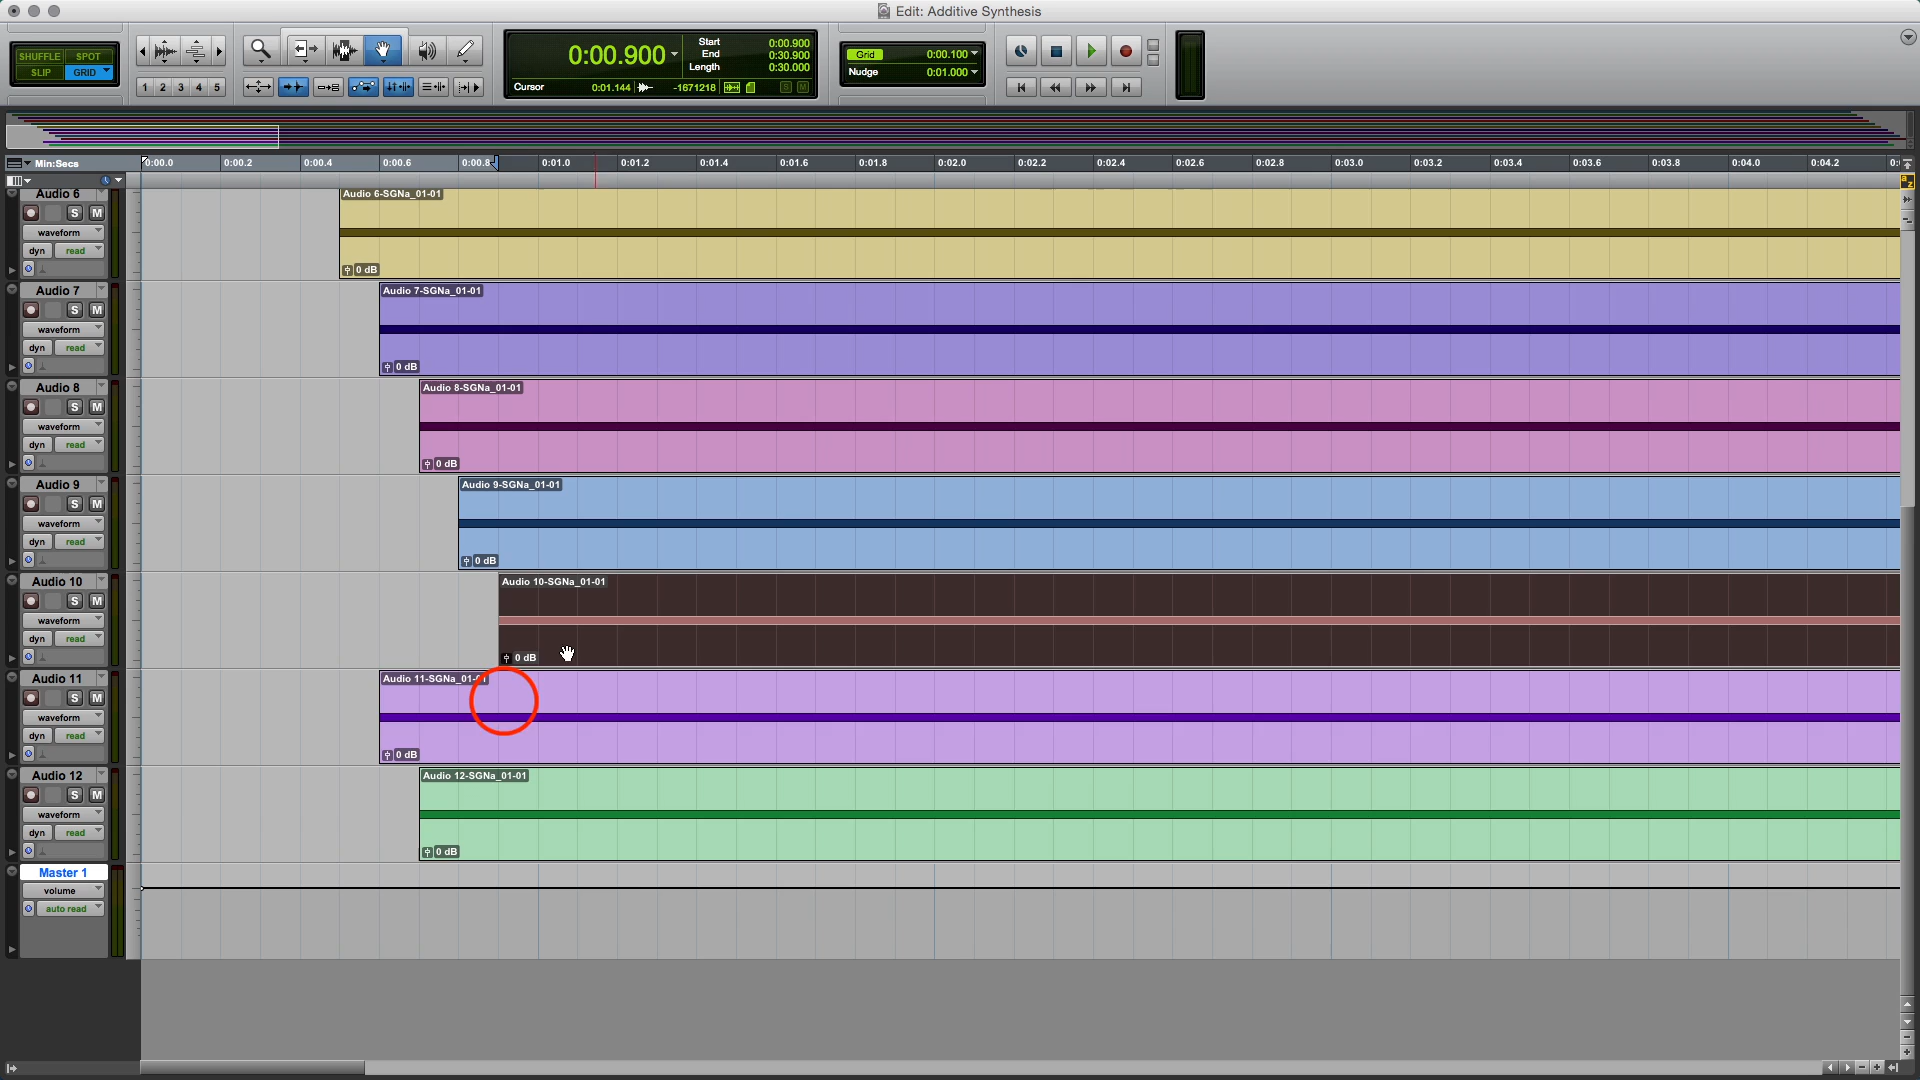 Edit: Additive Synthesis
SHUFFLE SPOT
SLIP GRID
1 2 3 4 5
0:00.900
Start 0:00.900
End 0:30.900
Length 0:30.000
Cursor 0:01.144 -1671218 S M
Grid 0:00.100
Nudge 0:01.000
Min:Secs 0:00.0 0:00.2 0:00.4 0:00.6 0:00.8 0:01.0 0:01.2 0:01.4 0:01.6 0:01.8 0:02.0 0:02.2 0:02.4 0:02.6 0:02.8 0:03.0 0:03.2 0:03.4 0:03.6 0:03.8 0:04.0 0:04.2
a z
Audio 6 Audio 6-SGNa_01-01
S M
waveform
dyn read
0 dB
Audio 7 Audio 7-SGNa_01-01
S M
waveform
dyn read
0 dB
Audio 8 Audio 8-SGNa_01-01
S M
waveform
dyn read
0 dB
Audio 9 Audio 9-SGNa_01-01
S M
waveform
dyn read
0 dB
Audio 10 Audio 10-SGNa_01-01
S M
waveform
dyn read
0 dB
Audio 11 Audio 11-SGNa_01-01
S M
waveform
dyn read
0 dB
Audio 12 Audio 12-SGNa_01-01
S M
waveform
dyn read
0 dB
Master 1
volume
auto read